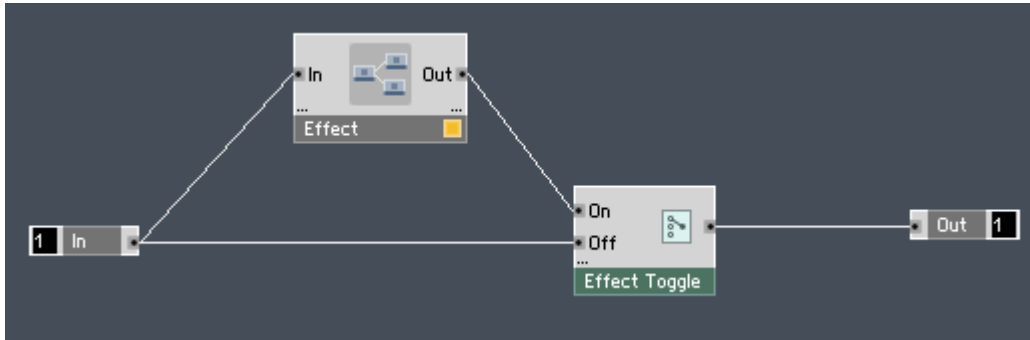 In Out
...
...
Effect
On
1 In
Out 1
Off
...
Effect Toggle